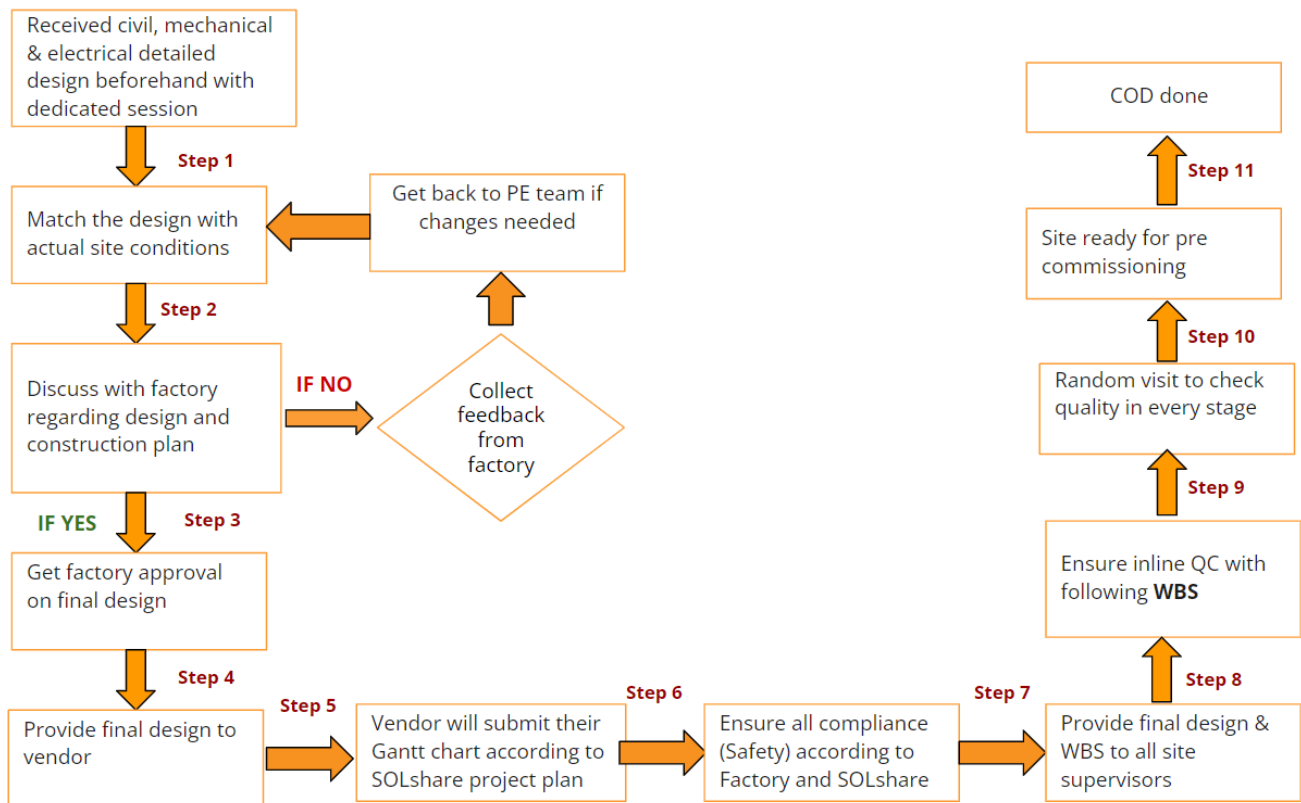 Received civil, mechanical
& electrical detailed
design beforehand with
dedicated session
Step 1
Match the design with
actual site conditions
Get back to PE team if
changes needed
Step 2
Discuss with factory
regarding design and
construction plan
IF NO
Collect
feedback
from
factory
IF YES
Step 3
Get factory approval
on final design
Step 4
Provide final design to
vendor
Step 5
Vendor will submit their
Gantt chart according to
SOLshare project plan
Step 6
Ensure all compliance
(Safety) according to
Factory and SOLshare
Step 7
Provide final design &
WBS to all site
supervisors
Step 8
Ensure inline QC with
following WBS
Step 9
Random visit to check
quality in every stage
Step 10
Site ready for pre
commissioning
Step 11
COD done